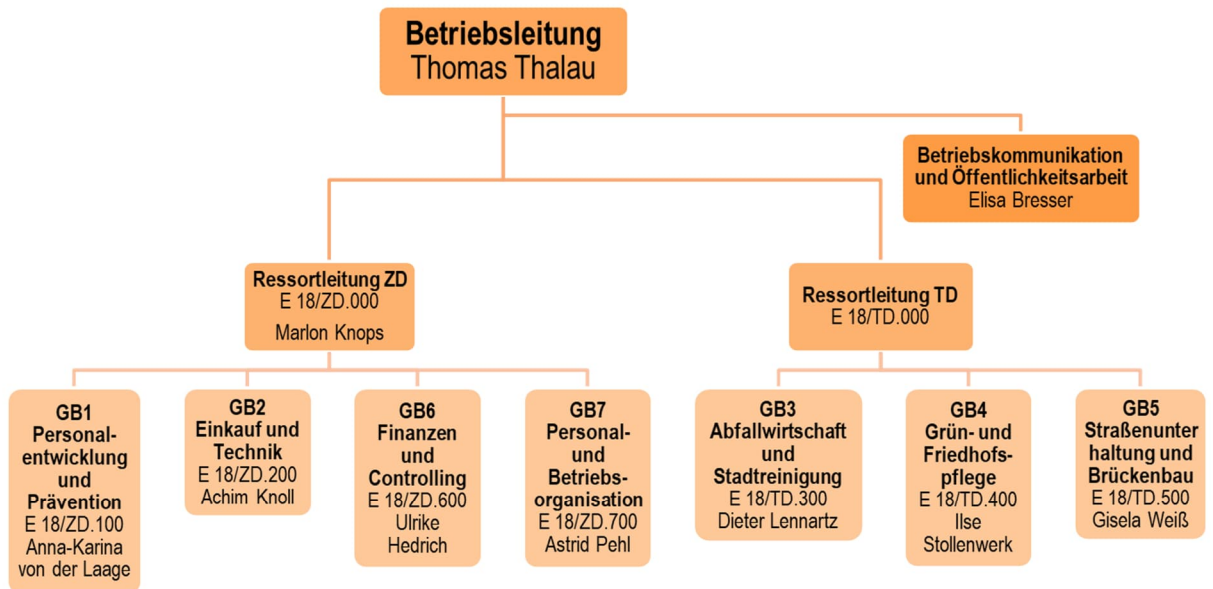 Betriebsleitung
Thomas Thalau
Betriebskommunikation
und Öffentlichkeitsarbeit
Elisa Bresser
Ressortleitung ZD
E 18/ZD.000
Marlon Knops
Ressortleitung TD
E 18/TD.000
GB1
Personal-
entwicklung
und
Prävention
E 18/ZD.100
Anna-Karina
von der Laage
GB2
Einkauf und
Technik
E 18/ZD.200
Achim Knoll
GB6
Finanzen
und
Controlling
E 18/ZD.600
Ulrike
Hedrich
GB7
Personal-
und
Betriebs-
organisation
E 18/ZD.700
Astrid Pehl
GB3
Abfallwirtschaft
und
Stadtreinigung
E 18/TD.300
Dieter Lennartz
GB4
Grün- und
Friedhofs-
pflege
E 18/TD.400
Ilse
Stollenwerk
GB5
Straßenunter
haltung und
Brückenbau
E 18/TD.500
Gisela Weiß